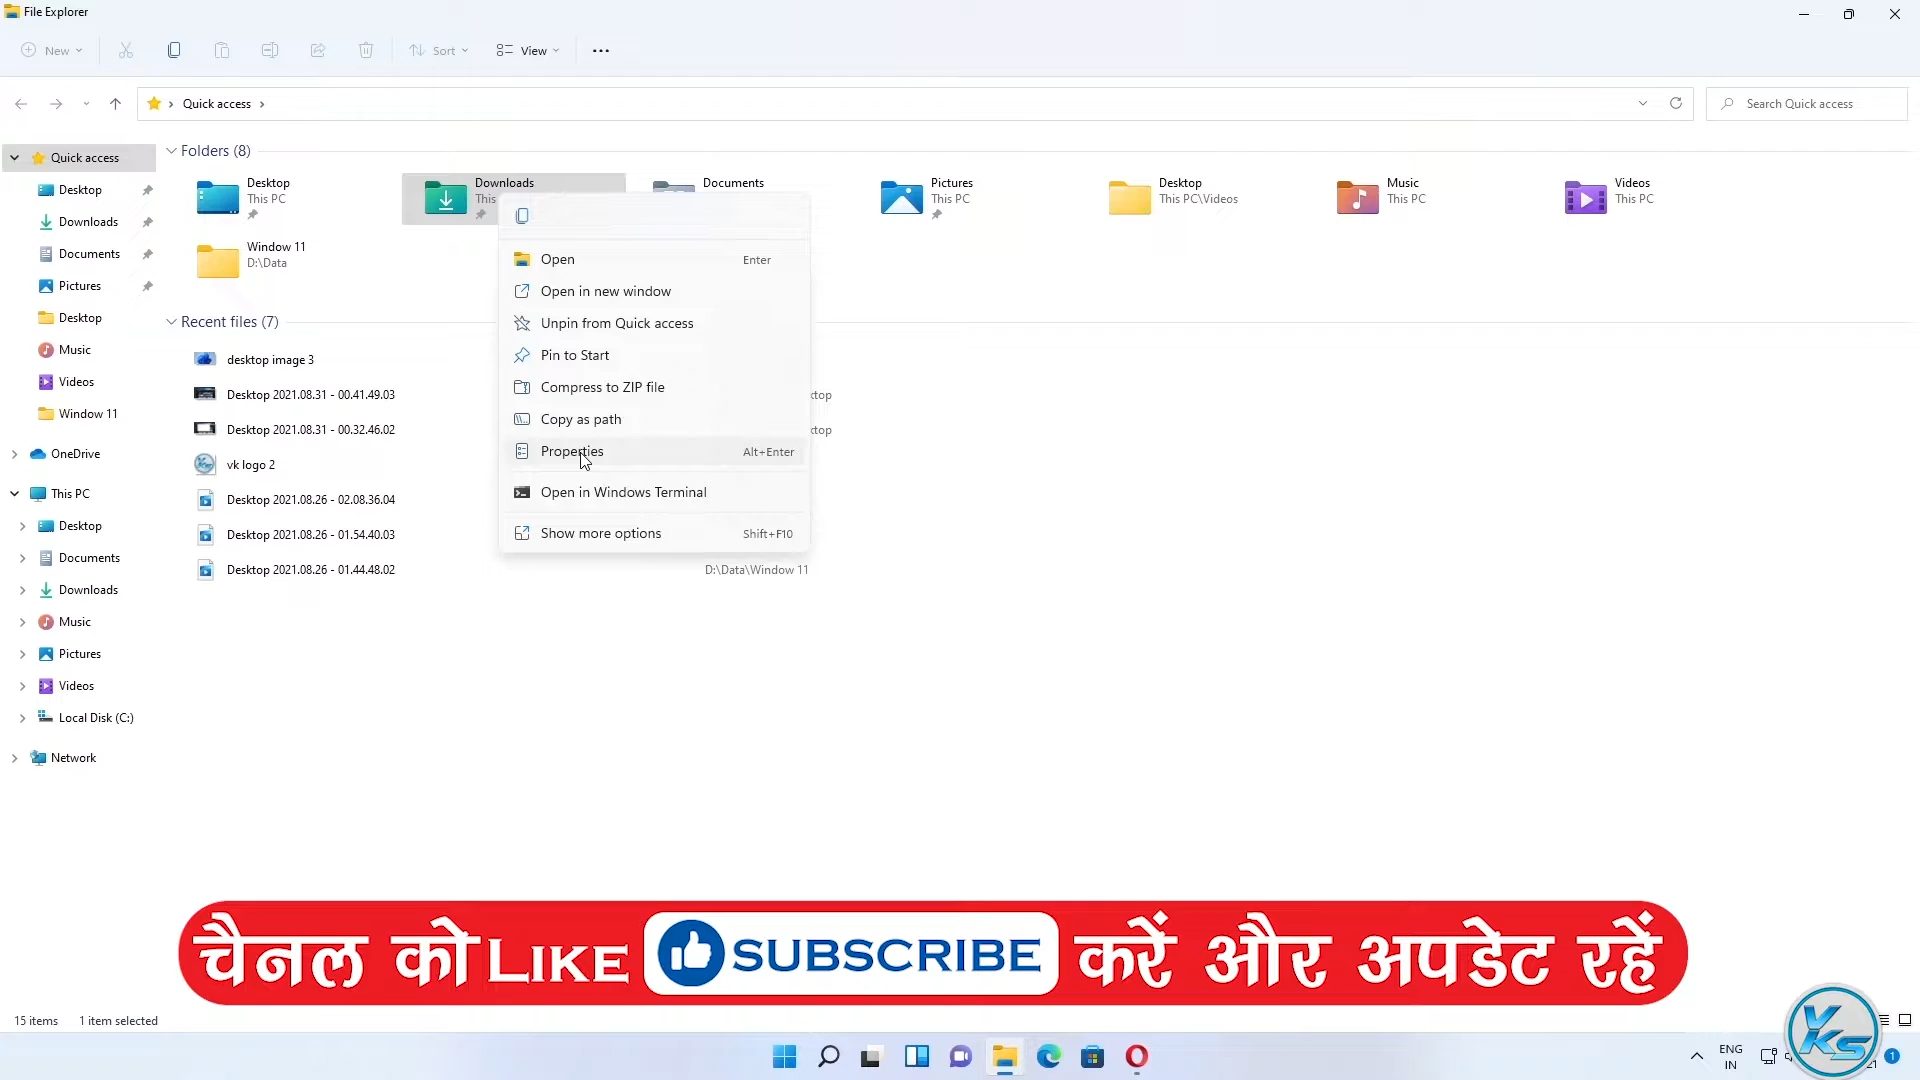 File Explorer
New
Sort
View
Quick access
Search Quick access
Quick access
Desktop
Downloads
Documents
Pictures
Desktop
Music
Videos
Window 11
OneDrive
This PC
Desktop
Documents
Downloads
Music
Pictures
Videos
Local Disk (C:)
Network
Folders (8)
Desktop
This PC
Downloads
This
Documents
Pictures
This PC
Desktop
This PC\Videos
Music
This PC
Videos
This PC
Window 11
D:\Data
Recent files (7)
desktop image 3
Desktop 2021.08.31 - 00.41.49.03
ktop
Desktop 2021.08.31 - 00.32.46.02
ktop
vk logo 2
Desktop 2021.08.26 - 02.08.36.04
Desktop 2021.08.26 - 01.54.40.03
Desktop 2021.08.26 - 01.44.48.02
D:\Data\Window 11
Open Enter
Open in new window
Unpin from Quick access
Pin to Start
Compress to ZIP file
Copy as path
Properties Alt+Enter
Open in Windows Terminal
Show more options Shift+F10
चैनल को LIKE SUBSCRIBE करें और अपडेट रहें
15 items 1 item selected
ENG
IN
21
1
YKS